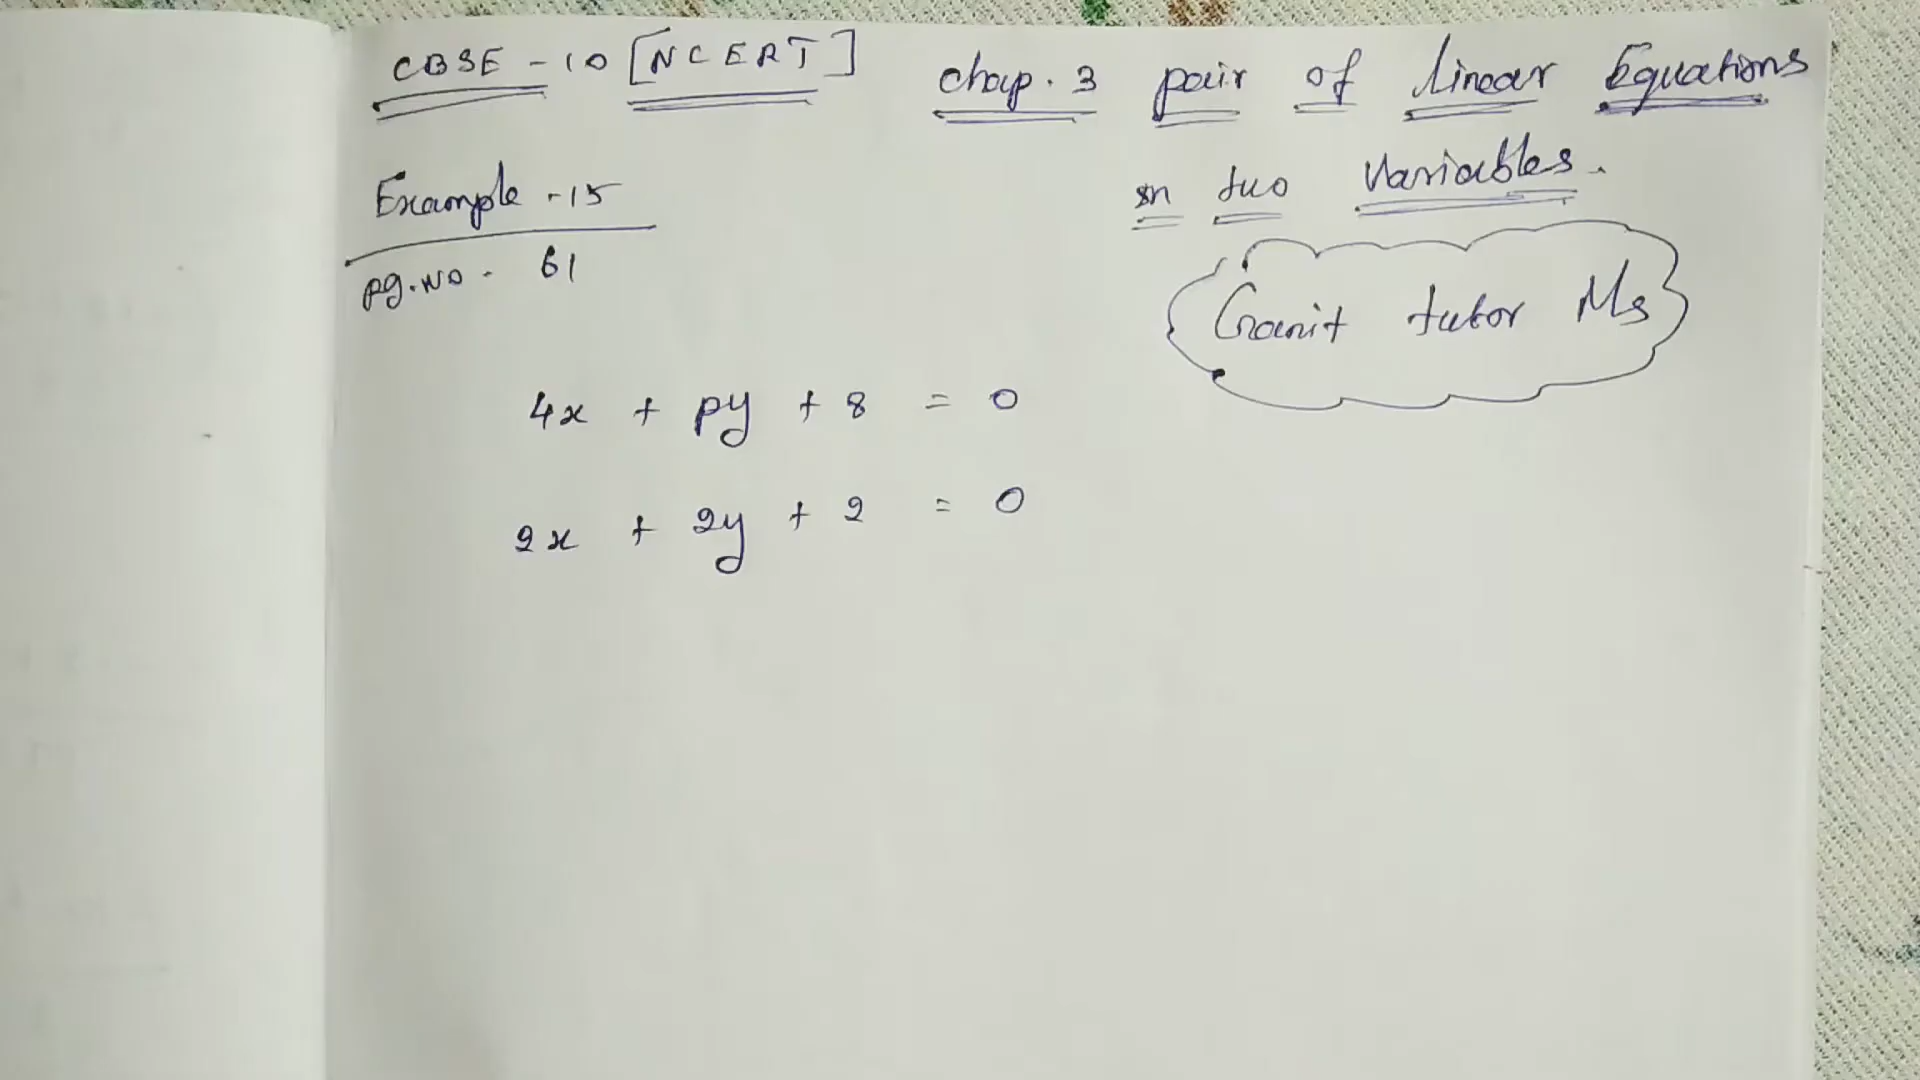 CBSE - 10 [NCERT] Chap. 3 pair of linear Equations
in two Variables.
Example - 15
pg.No. 61
Ganit tutor Ms
4x + py + 8 = 0
2x + 2y + 2 = 0